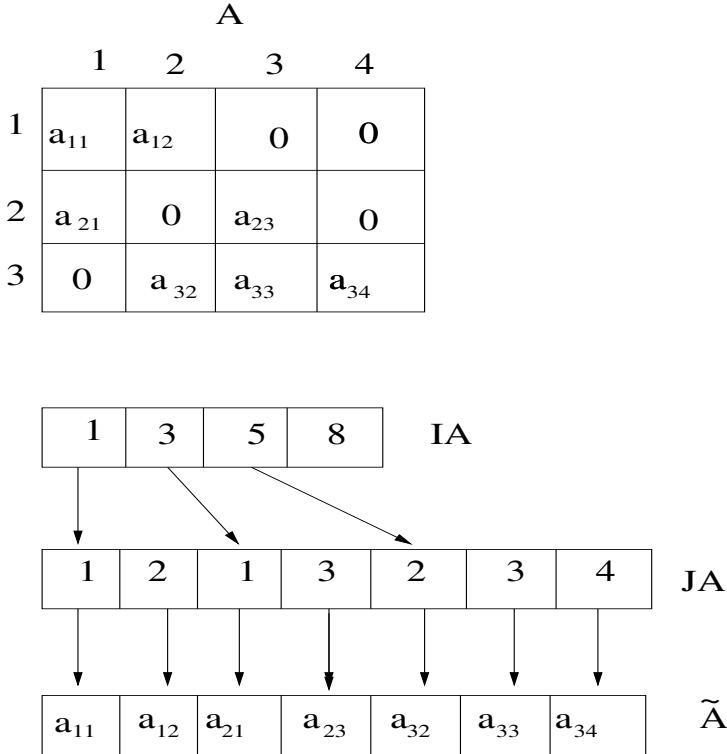 A
1 2 3 4
1 a₁₁ a₁₂ 0 0
2 a₂₁ 0 a₂₃ 0
3 0 a₃₂ a₃₃ a₃₄
1 3 5 8 IA
1 2 1 3 2 3 4 JA
a₁₁ a₁₂ a₂₁ a₂₃ a₃₂ a₃₃ a₃₄ Ã